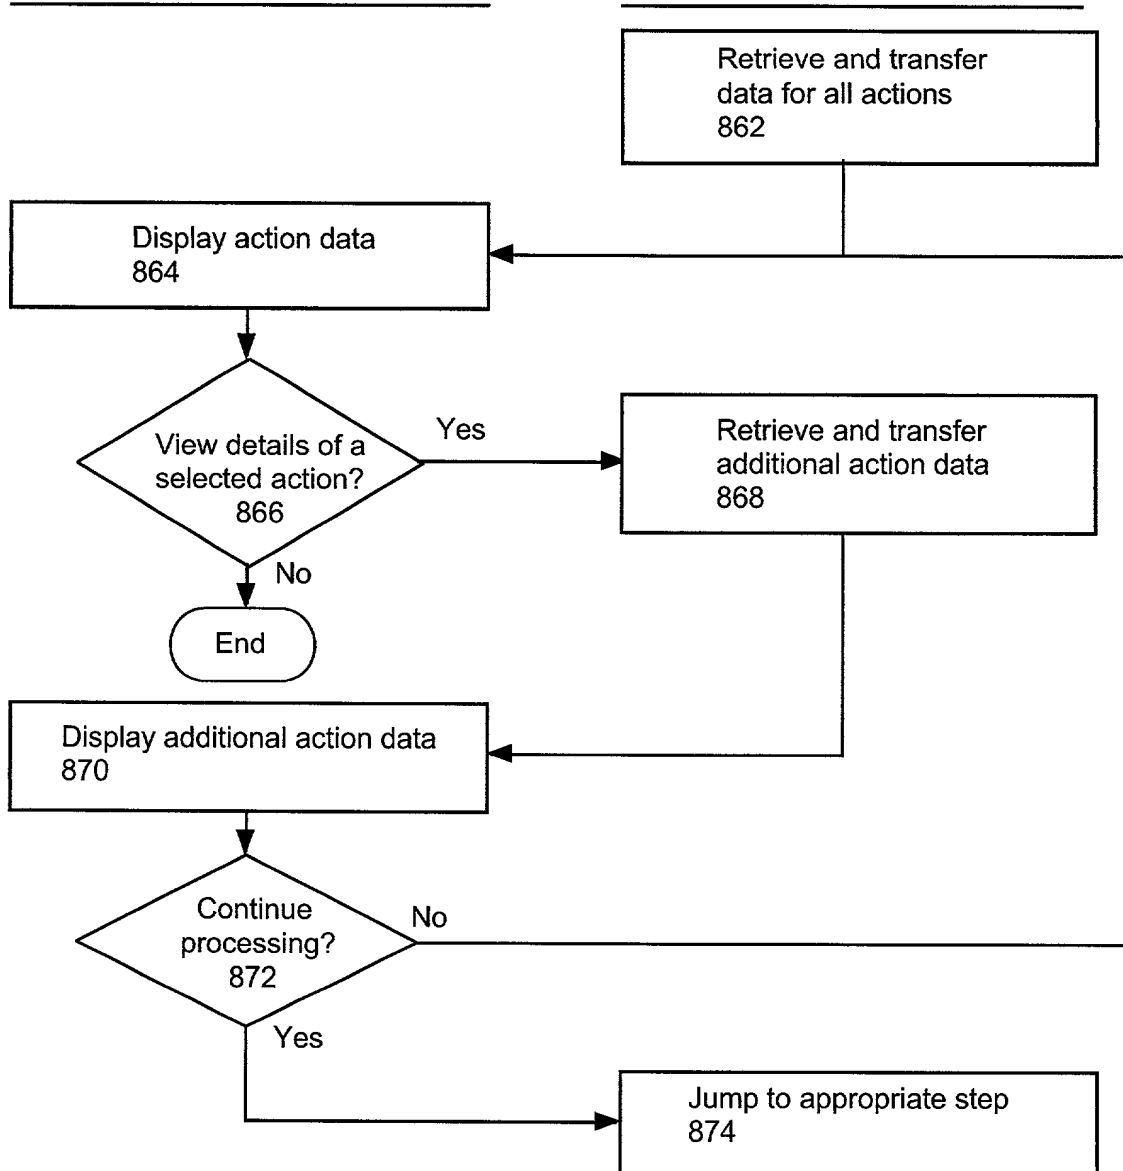 Retrieve and transfer
data for all actions
862
Display action data
864
View details of a
selected action?
866
Yes
Retrieve and transfer
additional action data
868
No
End
Display additional action data
870
Continue
processing?
872
No
Yes
Jump to appropriate step
874